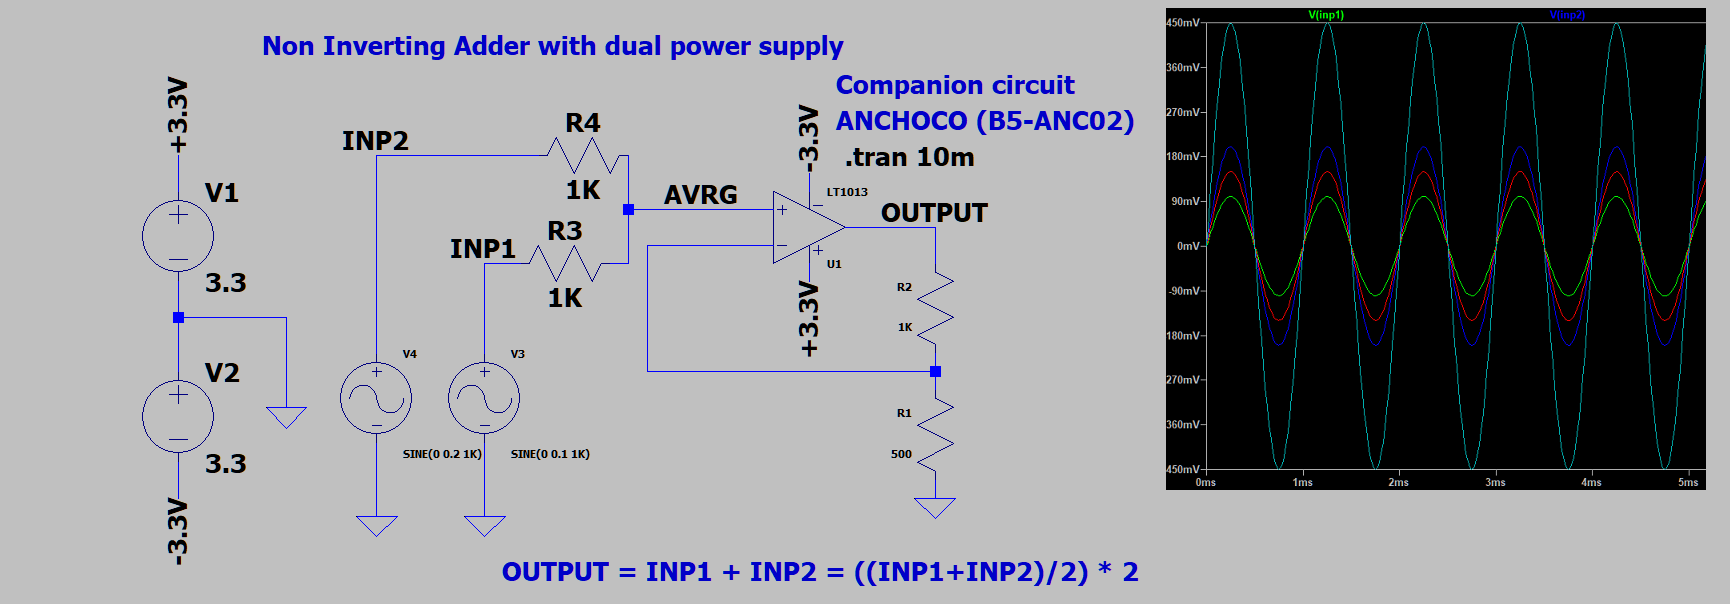 Non Inverting Adder with dual power supply
Companion circuit
ANCHOCO (B5-ANC02)
.tran 10m
+3.3V
V1
3.3
V2
3.3
-3.3V
INP2
R4
1K
INP1
R3
1K
AVRG
-3.3V
LT1013
OUTPUT
U1
+3.3V
R2
1K
R1
500
V4
SINE(0 0.2 1K)
V3
SINE(0 0.1 1K)
OUTPUT = INP1 + INP2 = ((INP1+INP2)/2) * 2
V(inp1)
V(inp2)
450mV
360mV
270mV
180mV
90mV
0mV
-90mV
180mV
270mV
360mV
450mV
0ms
1ms
2ms
3ms
4ms
5ms